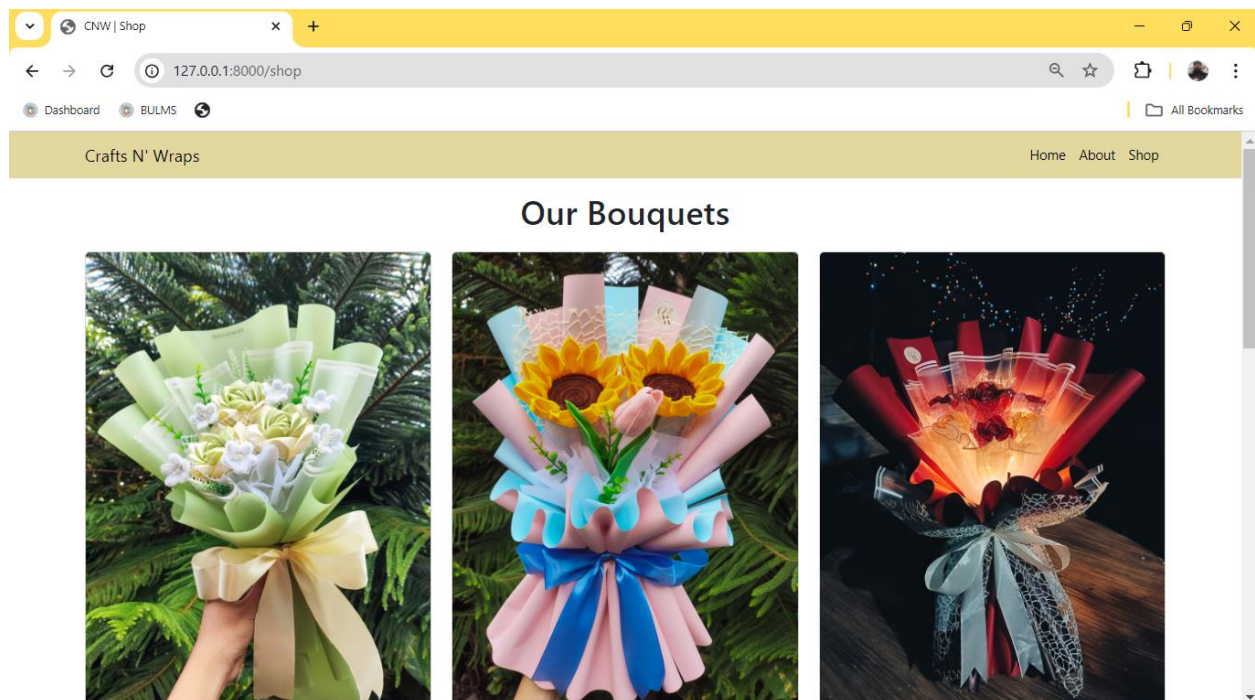 CNW | Shop
127.0.0.1:8000/shop
Dashboard BULMS All Bookmarks
Crafts N' Wraps Home About Shop
Our Bouquets